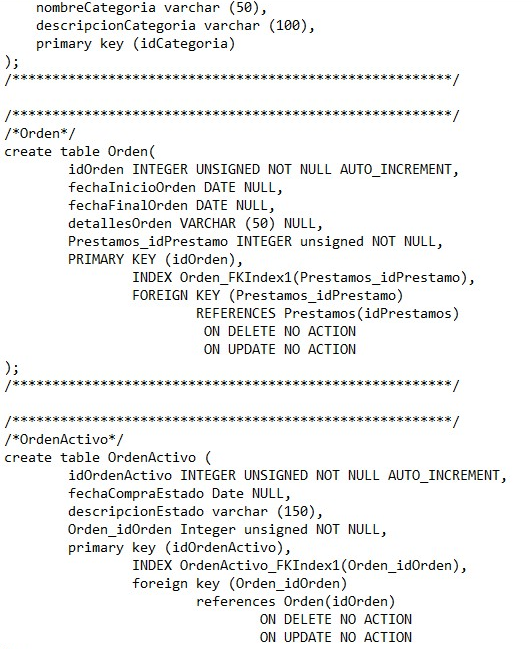 nombreCategoria varchar (50),
descripcionCategoria varchar (100),
primary key (idCategoria)
);
/*******************************************************/
/*******************************************************/
/*Orden*/
create table Orden(
idOrden INTEGER UNSIGNED NOT NULL AUTO_INCREMENT,
fechaInicioOrden DATE NULL,
fechaFinalOrden DATE NULL,
detallesOrden VARCHAR (50) NULL,
Prestamos_idPrestamo INTEGER unsigned NOT NULL,
PRIMARY KEY (idOrden),
INDEX Orden_FKIndex1(Prestamos_idPrestamo),
FOREIGN KEY (Prestamos_idPrestamo)
REFERENCES Prestamos(idPrestamos)
ON DELETE NO ACTION
ON UPDATE NO ACTION
);
/*******************************************************/
/*******************************************************/
/*OrdenActivo*/
create table OrdenActivo (
idOrdenActivo INTEGER UNSIGNED NOT NULL AUTO_INCREMENT,
fechaCompraEstado Date NULL,
descripcionEstado varchar (150),
Orden_idOrden Integer unsigned NOT NULL,
primary key (idOrdenActivo),
INDEX OrdenActivo_FKIndex1(Orden_idOrden),
foreign key (Orden_idOrden)
references Orden(idOrden)
ON DELETE NO ACTION
ON UPDATE NO ACTION